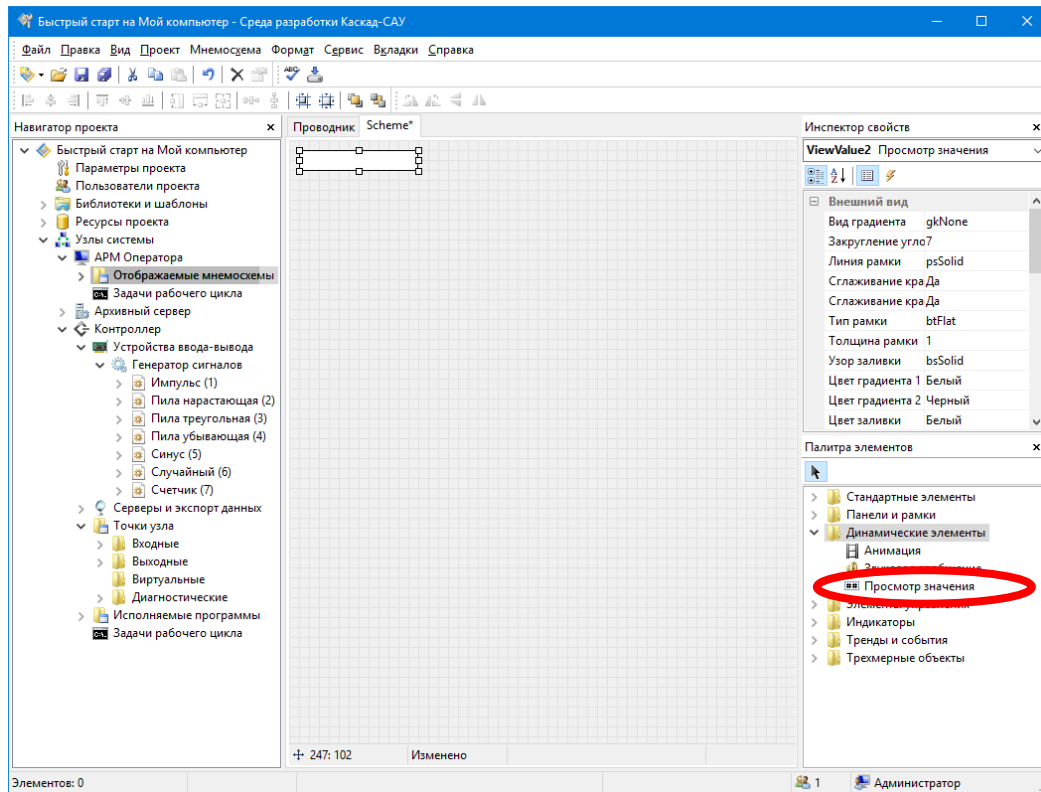 Быстрый старт на Мой компьютер - Среда разработки Каскад-САУ
Файл Правка Вид Проект Мнемосхема Формат Сервис Вкладки Справка
Навигатор проекта
Быстрый старт на Мой компьютер
Параметры проекта
Пользователи проекта
Библиотеки и шаблоны
Ресурсы проекта
Узлы системы
АРМ Оператора
Отображаемые мнемосхемы
Задачи рабочего цикла
Архивный сервер
Контроллер
Устройства ввода-вывода
Генератор сигналов
Импульс (1)
Пила нарастающая (2)
Пила треугольная (3)
Пила убывающая (4)
Синус (5)
Случайный (6)
Счетчик (7)
Серверы и экспорт данных
Точки узла
Входные
Выходные
Виртуальные
Диагностические
Исполняемые программы
Задачи рабочего цикла
Проводник Scheme*
247: 102 Изменено
Инспектор свойств
ViewValue2 Просмотр значения
Внешний вид
Вид градиента gkNone
Закругление угло 7
Линия рамки psSolid
Сглаживание кра Да
Сглаживание кра Да
Тип рамки btFlat
Толщина рамки 1
Узор заливки bsSolid
Цвет градиента 1 Белый
Цвет градиента 2 Черный
Цвет заливки Белый
Палитра элементов
Стандартные элементы
Панели и рамки
Динамические элементы
Анимация
Просмотр значения
Индикаторы
Тренды и события
Трехмерные объекты
Элементов: 0
1 Администратор